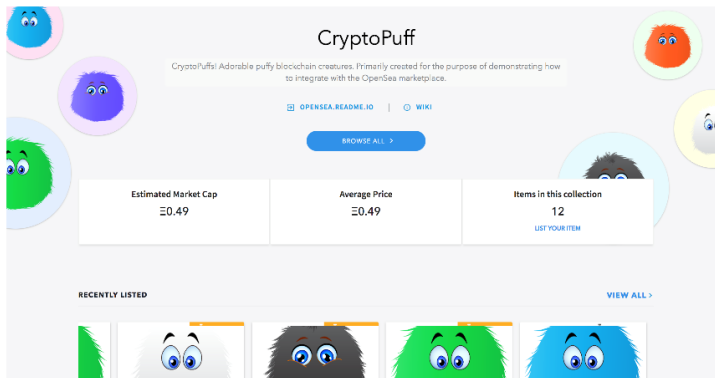 CryptoPuff
CryptoPuffs! Adorable puffy blockchain creatures. Primarily created for the purpose of demonstrating how
to integrate with the OpenSea marketplace.
OPENSEA.README.IO | WIKI
BROWSE ALL >
Estimated Market Cap
Ξ0.49
Average Price
Ξ0.49
Items in this collection
12
LIST YOUR ITEM
RECENTLY LISTED
VIEW ALL >